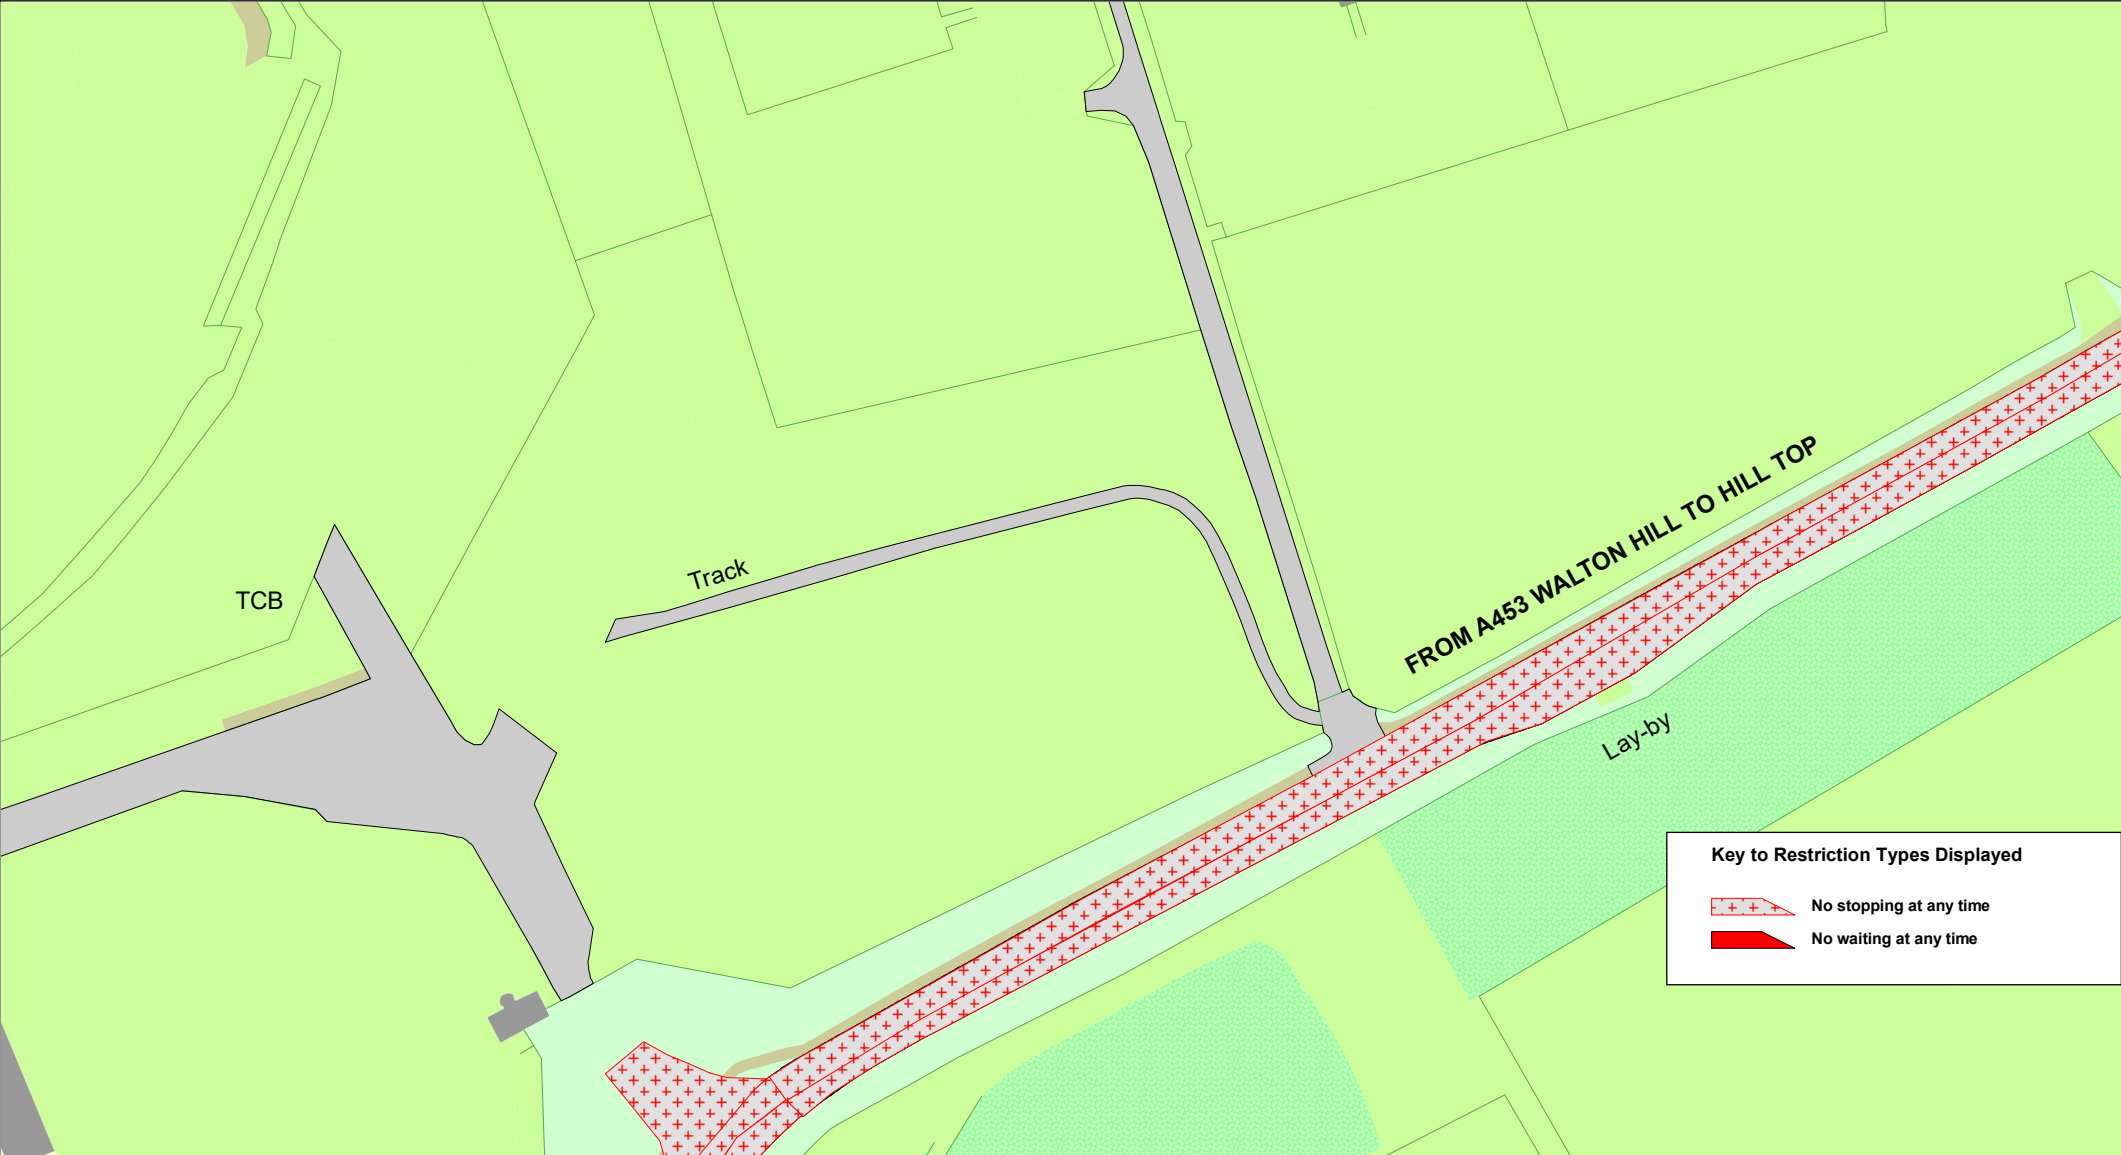 FROM A453 WALTON HILL TO HILL TOP
Track
TCB
Lay-by
Key to Restriction Types Displayed
No stopping at any time
No waiting at any time